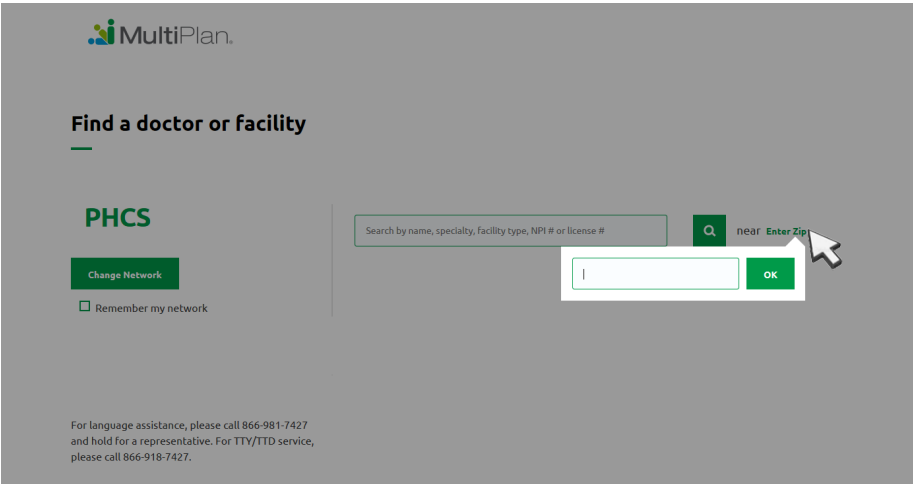 MultiPlan.
Find a doctor or facility
PHCS
Search by name, specialty, facility type, NPI # or license #
near Enter Zip
OK
Change Network
Remember my network
For language assistance, please call 866-981-7427
and hold for a representative. For TTY/TTD service,
please call 866-918-7427.